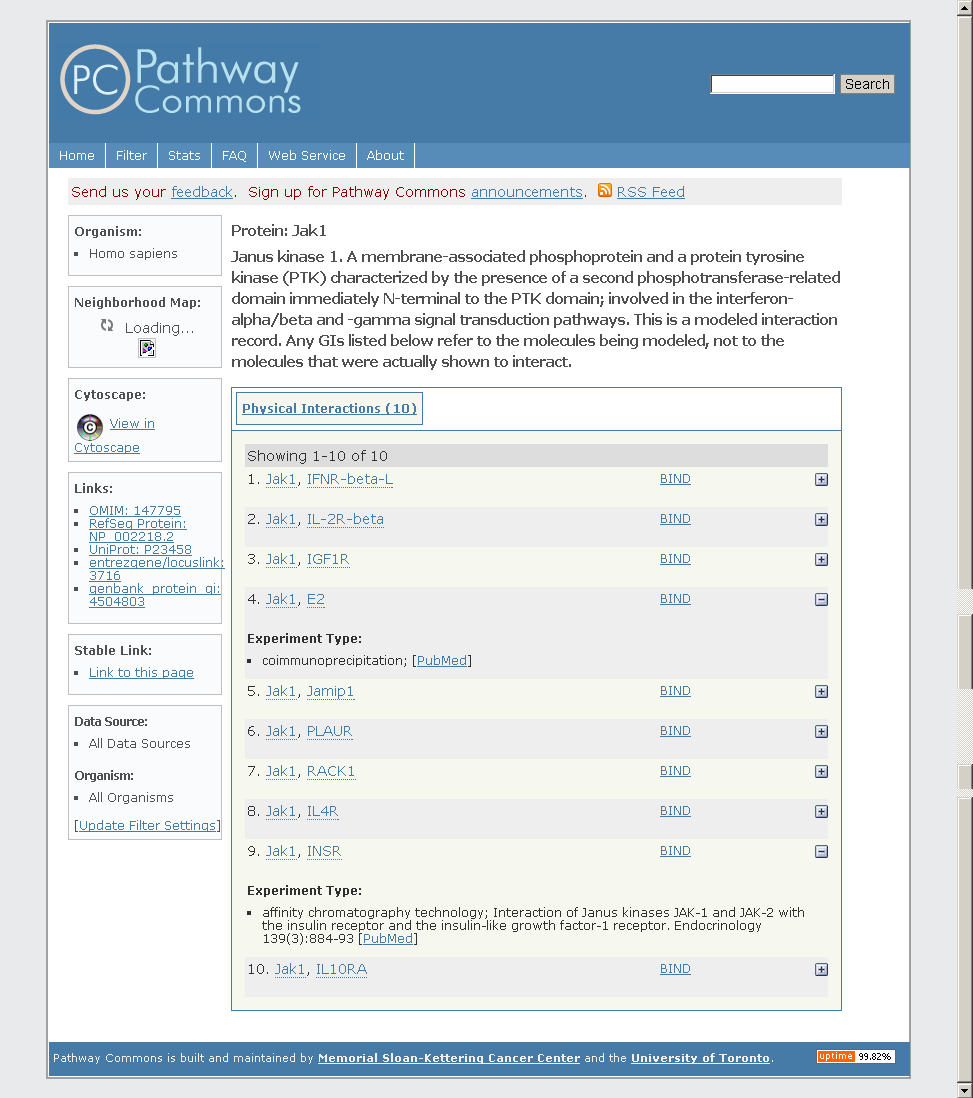 PC Pathway Commons
Search
Home Filter Stats FAQ Web Service About
Send us your feedback. Sign up for Pathway Commons announcements. RSS Feed
Organism:
Homo sapiens
Neighborhood Map:
Loading...
Cytoscape:
View in
Cytoscape
Links:
OMIM: 147795
RefSeq Protein:
NP_002218.2
UniProt: P23458
entrezgene/locuslink:
3716
genbank_protein_gi:
4504803
Stable Link:
Link to this page
Data Source:
All Data Sources
Organism:
All Organisms
[Update Filter Settings]
Protein: Jak1
Janus kinase 1. A membrane-associated phosphoprotein and a protein tyrosine
kinase (PTK) characterized by the presence of a second phosphotransferase-related
domain immediately N-terminal to the PTK domain; involved in the interferon-
alpha/beta and -gamma signal transduction pathways. This is a modeled interaction
record. Any GIs listed below refer to the molecules being modeled, not to the
molecules that were actually shown to interact.
Physical Interactions (10)
Showing 1-10 of 10
1. Jak1, IFNR-beta-L BIND
2. Jak1, IL-2R-beta BIND
3. Jak1, IGF1R BIND
4. Jak1, E2 BIND
Experiment Type:
coimmunoprecipitation; [PubMed]
5. Jak1, Jamip1 BIND
6. Jak1, PLAUR BIND
7. Jak1, RACK1 BIND
8. Jak1, IL4R BIND
9. Jak1, INSR BIND
Experiment Type:
affinity chromatography technology; Interaction of Janus kinases JAK-1 and JAK-2 with
the insulin receptor and the insulin-like growth factor-1 receptor. Endocrinology
139(3):884-93 [PubMed]
10. Jak1, IL10RA BIND
Pathway Commons is built and maintained by Memorial Sloan-Kettering Cancer Center and the University of Toronto.
uptime 99.82%